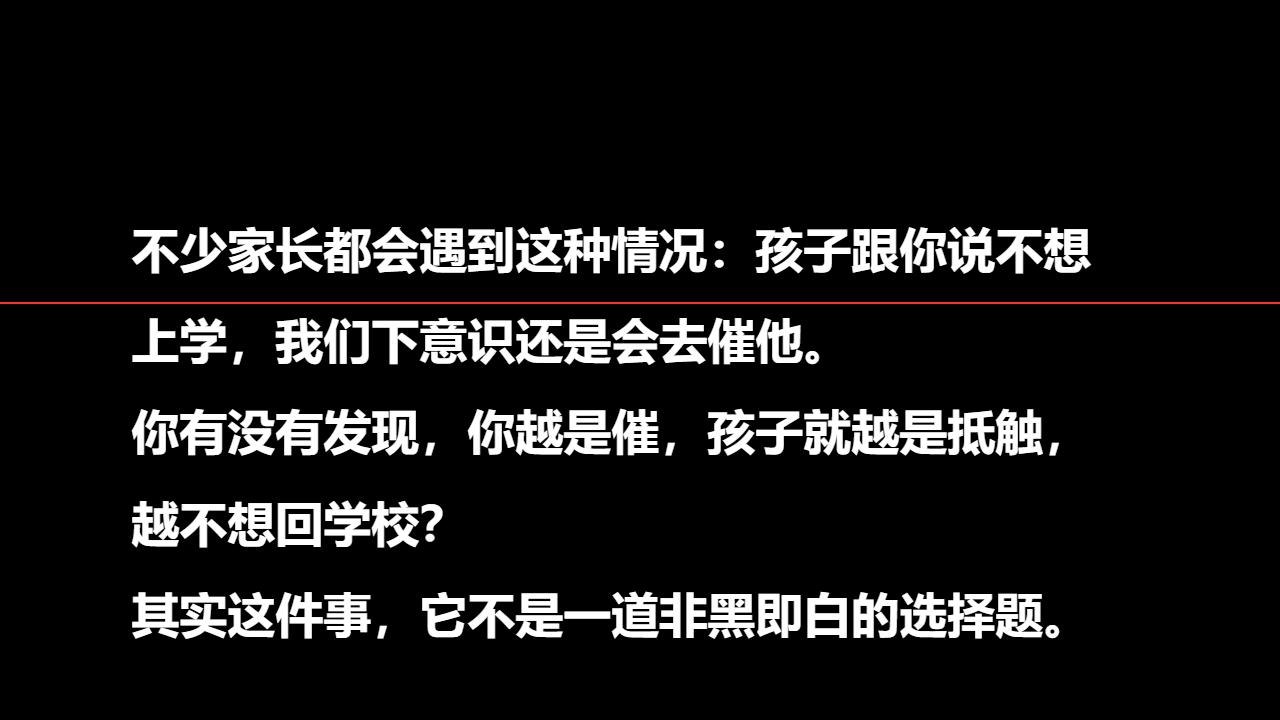 不少家长都会遇到这种情况：孩子跟你说不想
上学，我们下意识还是会去催他。
你有没有发现，你越是催，孩子就越是抵触，
越不想回学校？
其实这件事，它不是一道非黑即白的选择题。